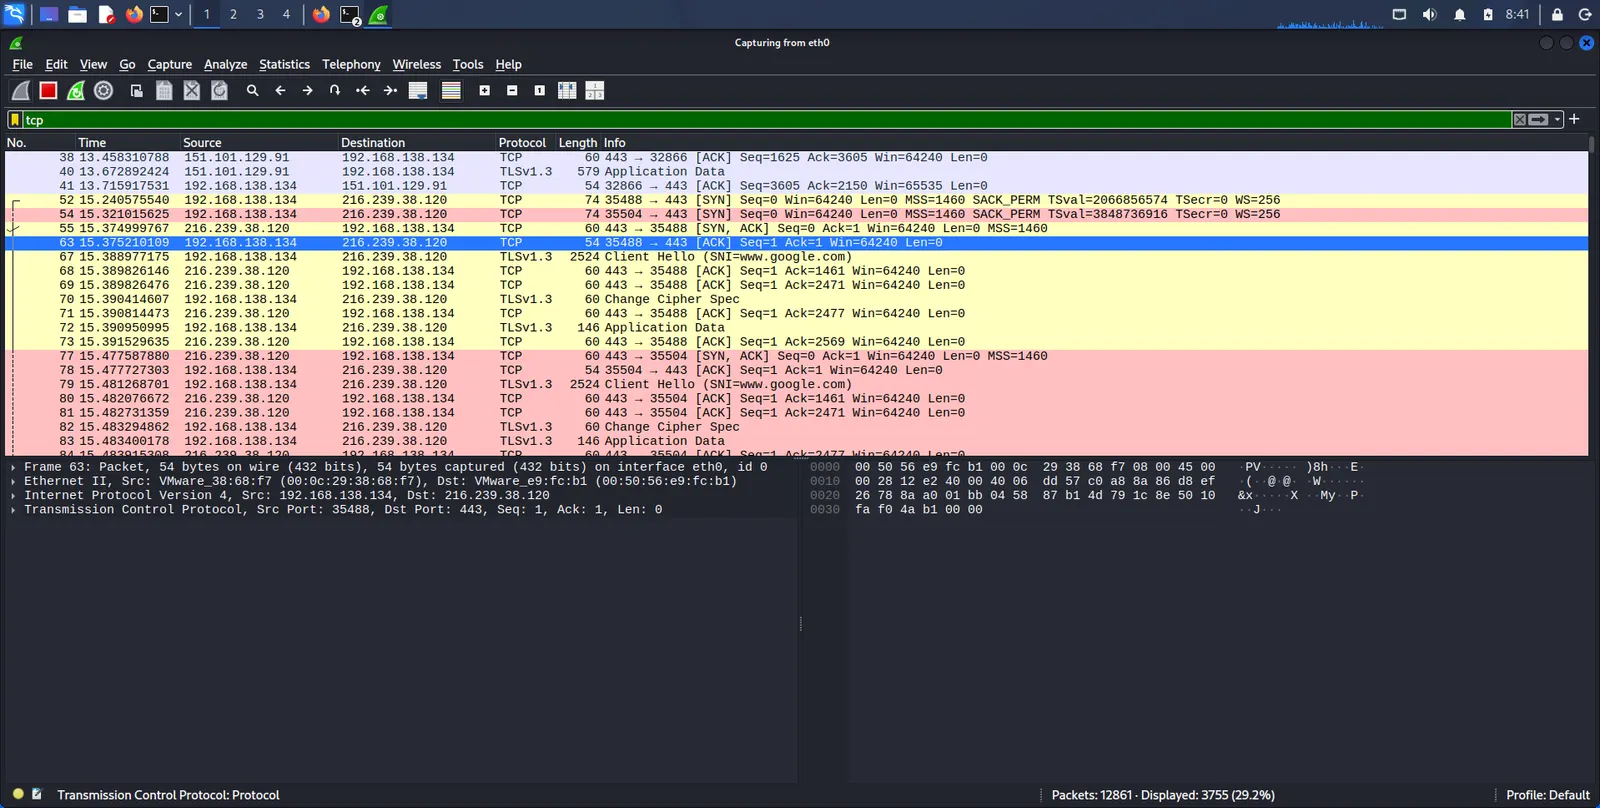 1 2 3 4 2 8:41
Capturing from eth0
File Edit View Go Capture Analyze Statistics Telephony Wireless Tools Help
tcp
No. Time Source Destination Protocol Length Info
38 13.458310788 151.101.129.91 192.168.138.134 TCP 60 443 → 32866 [ACK] Seq=1625 Ack=3605 Win=64240 Len=0
40 13.672892424 151.101.129.91 192.168.138.134 TLSv1.3 579 Application Data
41 13.715917531 192.168.138.134 151.101.129.91 TCP 54 32866 → 443 [ACK] Seq=3605 Ack=2150 Win=65535 Len=0
52 15.240575540 192.168.138.134 216.239.38.120 TCP 74 35488 → 443 [SYN] Seq=0 Win=64240 Len=0 MSS=1460 SACK_PERM TSval=2066856574 TSecr=0 WS=256
54 15.321015625 192.168.138.134 216.239.38.120 TCP 74 35504 → 443 [SYN] Seq=0 Win=64240 Len=0 MSS=1460 SACK_PERM TSval=3848736916 TSecr=0 WS=256
55 15.374999767 216.239.38.120 192.168.138.134 TCP 60 443 → 35488 [SYN, ACK] Seq=0 Ack=1 Win=64240 Len=0 MSS=1460
63 15.375210109 192.168.138.134 216.239.38.120 TCP 54 35488 → 443 [ACK] Seq=1 Ack=1 Win=64240 Len=0
67 15.388977175 192.168.138.134 216.239.38.120 TLSv1.3 2524 Client Hello (SNI=www.google.com)
68 15.389826146 216.239.38.120 192.168.138.134 TCP 60 443 → 35488 [ACK] Seq=1 Ack=1461 Win=64240 Len=0
69 15.389826476 216.239.38.120 192.168.138.134 TCP 60 443 → 35488 [ACK] Seq=1 Ack=2471 Win=64240 Len=0
70 15.390414607 192.168.138.134 216.239.38.120 TLSv1.3 60 Change Cipher Spec
71 15.390814473 216.239.38.120 192.168.138.134 TCP 60 443 → 35488 [ACK] Seq=1 Ack=2477 Win=64240 Len=0
72 15.390950995 192.168.138.134 216.239.38.120 TLSv1.3 146 Application Data
73 15.391529635 216.239.38.120 192.168.138.134 TCP 60 443 → 35488 [ACK] Seq=1 Ack=2569 Win=64240 Len=0
77 15.477587880 216.239.38.120 192.168.138.134 TCP 60 443 → 35504 [SYN, ACK] Seq=0 Ack=1 Win=64240 Len=0 MSS=1460
78 15.477727303 192.168.138.134 216.239.38.120 TCP 54 35504 → 443 [ACK] Seq=1 Ack=1 Win=64240 Len=0
79 15.481268701 192.168.138.134 216.239.38.120 TLSv1.3 2524 Client Hello (SNI=www.google.com)
80 15.482076672 216.239.38.120 192.168.138.134 TCP 60 443 → 35504 [ACK] Seq=1 Ack=1461 Win=64240 Len=0
81 15.482731359 216.239.38.120 192.168.138.134 TCP 60 443 → 35504 [ACK] Seq=1 Ack=2471 Win=64240 Len=0
82 15.483294862 192.168.138.134 216.239.38.120 TLSv1.3 60 Change Cipher Spec
83 15.483400178 192.168.138.134 216.239.38.120 TLSv1.3 146 Application Data
84 15.483915308 216.239.38.120 192.168.138.134 TCP 60 443 → 35504 [ACK] Seq=1 Ack=2477 Win=64240 Len=0
Frame 63: Packet, 54 bytes on wire (432 bits), 54 bytes captured (432 bits) on interface eth0, id 0
Ethernet II, Src: VMware_38:68:f7 (00:0c:29:38:68:f7), Dst: VMware_e9:fc:b1 (00:50:56:e9:fc:b1)
Internet Protocol Version 4, Src: 192.168.138.134, Dst: 216.239.38.120
Transmission Control Protocol, Src Port: 35488, Dst Port: 443, Seq: 1, Ack: 1, Len: 0
0000 00 50 56 e9 fc b1 00 0c 29 38 68 f7 08 00 45 00 ·PV····· )8h···E·
0010 00 28 12 e2 40 00 40 06 dd 57 c0 a8 8a 86 d8 ef ·(··@·@· ·W······
0020 26 78 8a a0 01 bb 04 58 87 b1 4d 79 1c 8e 50 10 &x·····X ··My··P·
0030 fa f0 4a b1 00 00 ··J···
Transmission Control Protocol: Protocol
Packets: 12861 · Displayed: 3755 (29.2%)
Profile: Default